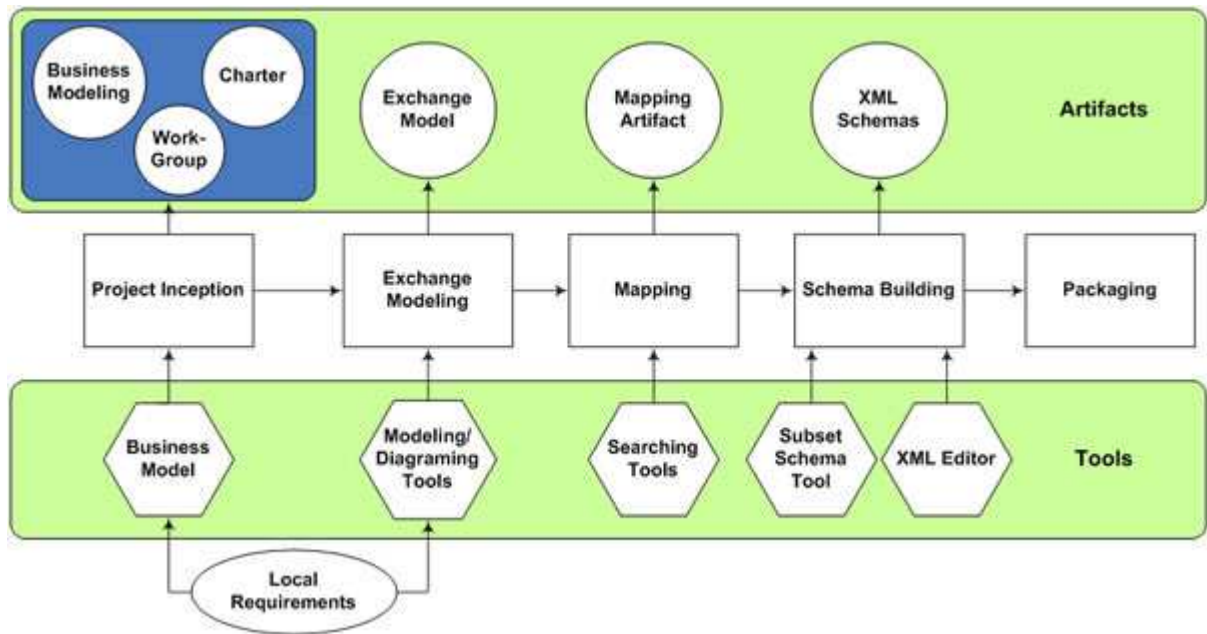 Business
Modeling
Charter
Work-
Group
Exchange
Model
Mapping
Artifact
XML
Schemas
Artifacts
Project Inception
Exchange
Modeling
Mapping
Schema Building
Packaging
Business
Model
Modeling/
Diagraming
Tools
Searching
Tools
Subset
Schema
Tool
XML Editor
Tools
Local
Requirements